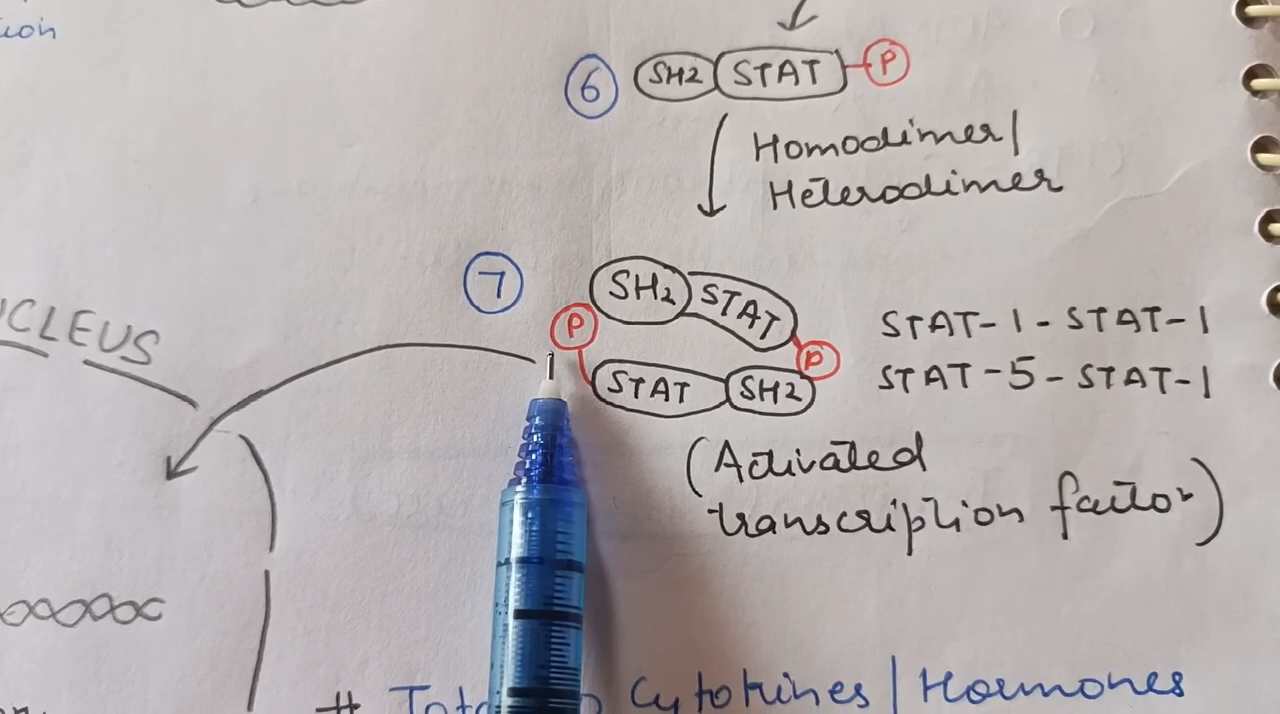 SH2 STAT P
6
Homodimer/
Heterodimer
7
SH2 STAT
P
P
STAT SH2
STAT-1-STAT-1
STAT-5-STAT-1
(Activated
transcription factor)
# Cytokines/Hormones